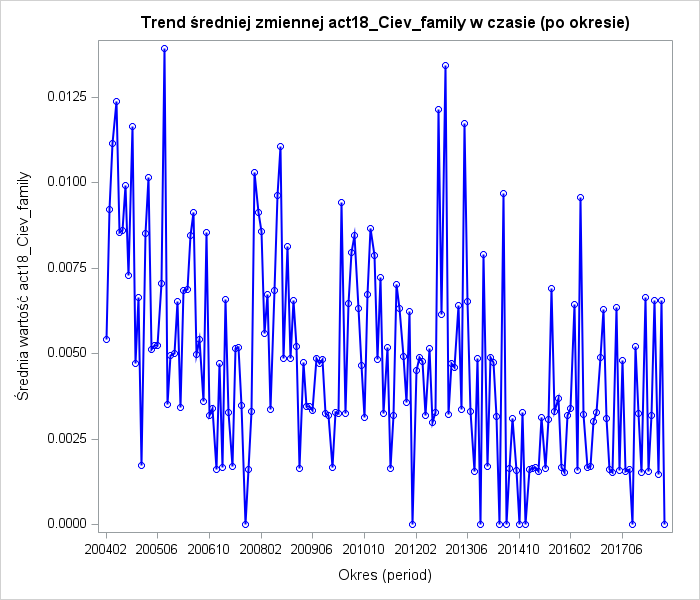 Trend średniej zmiennej act18_Ciev_family w czasie (po okresie)
Średnia wartość act18_Ciev_family
0.0125
0.0100
0.0075
0.0050
0.0025
0.0000
200402 200506 200610 200802 200906 201010 201202 201306 201410 201602 201706
Okres (period)